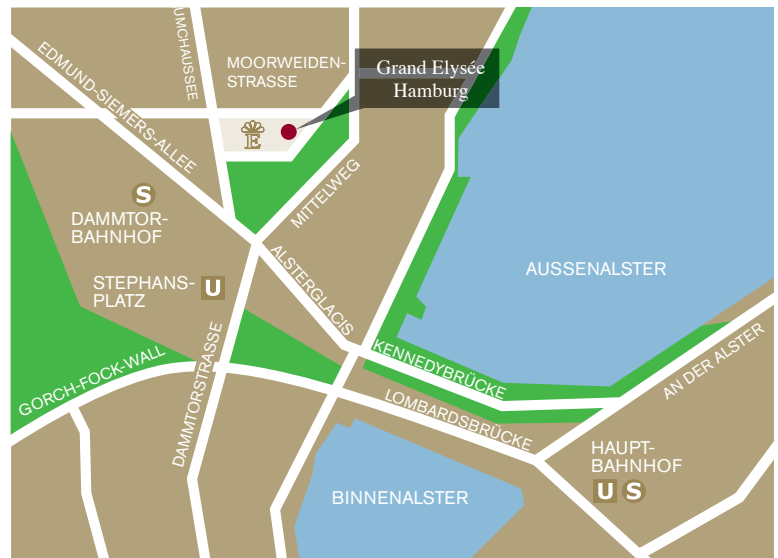 UMCHAUSSEE
MOORWEIDEN-
STRASSE
Grand Elysée
Hamburg
EDMUND-SIEMERS-ALLEE
E
MITTELWEG
S
DAMMTOR-
BAHNHOF
STEPHANS-
PLATZ
U
ALSTERGLACIS
AUSSENALSTER
GORCH-FOCK-WALL
DAMMTORSTRASSE
KENNEDYBRÜCKE
AN DER ALSTER
LOMBARDSBRÜCKE
HAUPT-
BAHNHOF
U S
BINNENALSTER